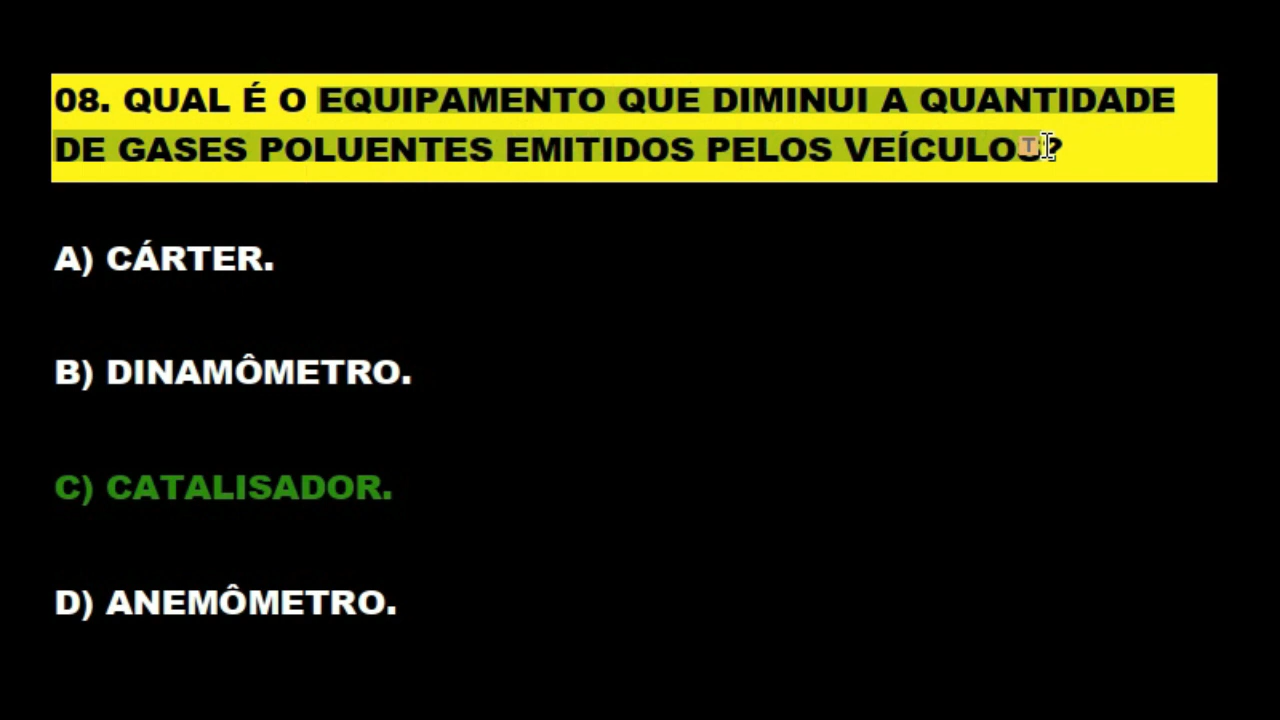 08. QUAL É O EQUIPAMENTO QUE DIMINUI A QUANTIDADE
DE GASES POLUENTES EMITIDOS PELOS VEÍCULOS?
A) CÁRTER.
B) DINAMÔMETRO.
C) CATALISADOR.
D) ANEMÔMETRO.